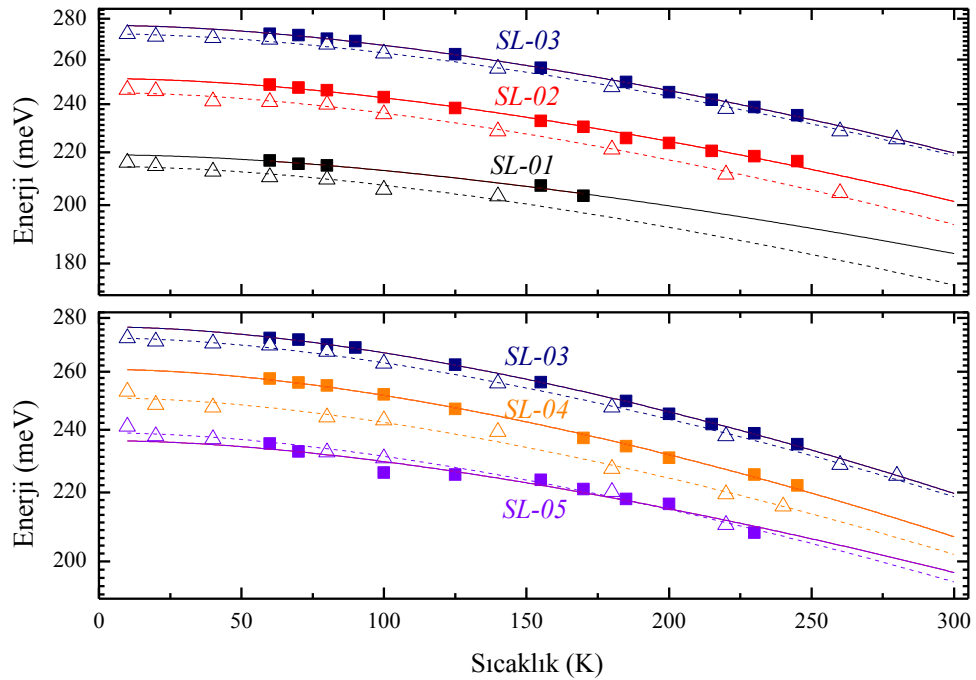 280
260
240
220
200
180
Enerji (meV)
SL-03
SL-02
SL-01
280
260
240
220
200
Enerji (meV)
SL-03
SL-04
SL-05
0 50 100 150 200 250 300
Sıcaklık (K)